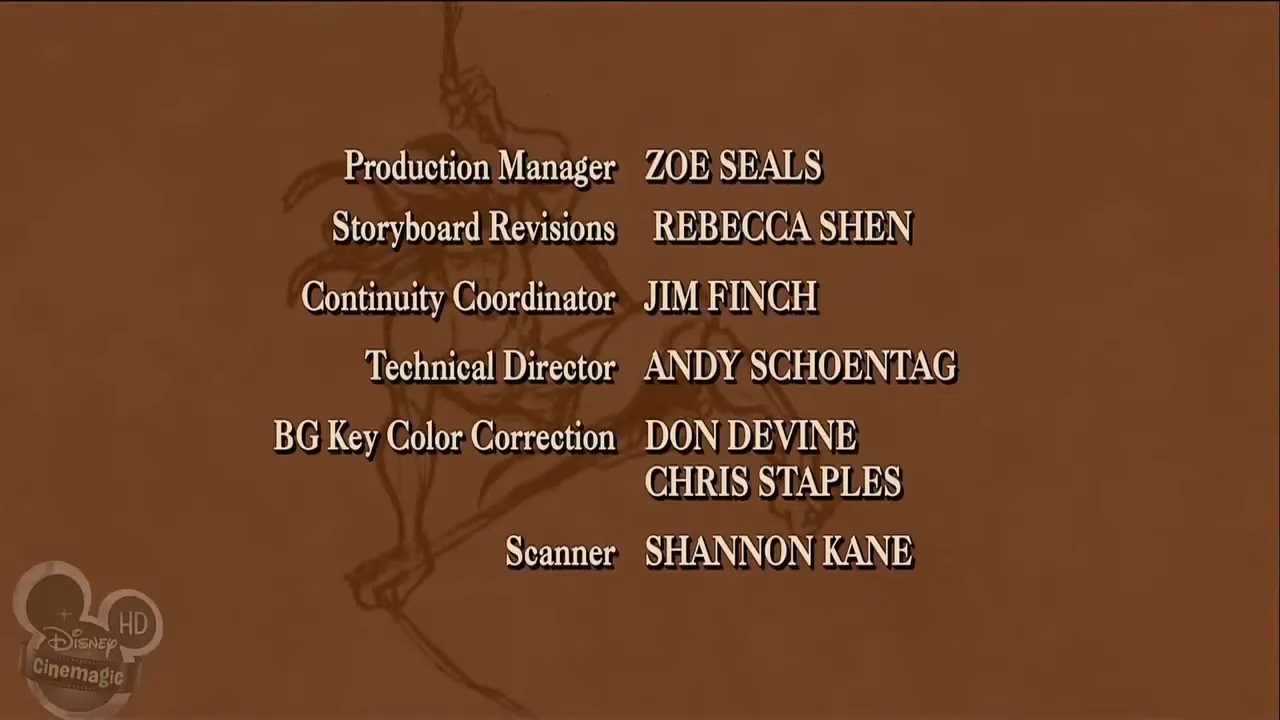 Production Manager ZOE SEALS
Storyboard Revisions REBECCA SHEN
Continuity Coordinator JIM FINCH
Technical Director ANDY SCHOENTAG
BG Key Color Correction DON DEVINE
CHRIS STAPLES
Scanner SHANNON KANE
HD
Disney
Cinemagic